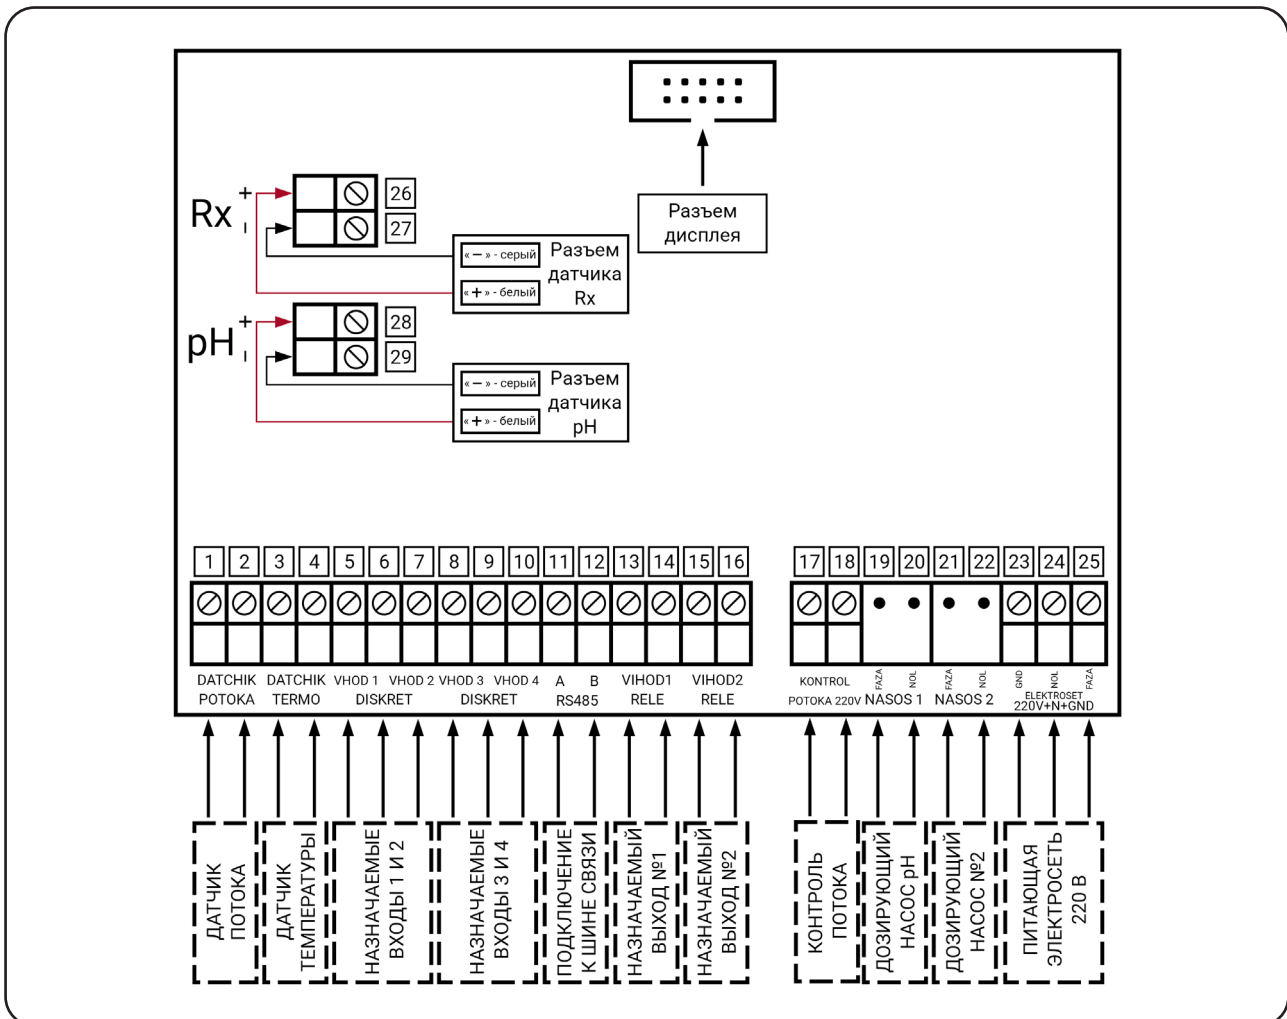 Разъем
дисплея
Rx
+
–
26
27
« — » - серый
« + » - белый
Разъем
датчика
Rx
pH
+
–
28
29
« — » - серый
« + » - белый
Разъем
датчика
pH
1 2 3 4 5 6 7 8 9 10 11 12 13 14 15 16
17 18 19 20 21 22 23 24 25
DATCHIK
POTOKA
DATCHIK
TERMO
VHOD 1 VHOD 2
DISKRET
VHOD 3 VHOD 4
DISKRET
A B
RS485
VIHOD1
RELE
VIHOD2
RELE
KONTROL
POTOKA 220V
FAZA NOL
NASOS 1
FAZA NOL
NASOS 2
GND NOL FAZA
ELEKTROSET
220V+N+GND
ДАТЧИК
ПОТОКА
ДАТЧИК
ТЕМПЕРАТУРЫ
НАЗНАЧАЕМЫЕ
ВХОДЫ 1 И 2
НАЗНАЧАЕМЫЕ
ВХОДЫ 3 И 4
ПОДКЛЮЧЕНИЕ
К ШИНЕ СВЯЗИ
НАЗНАЧАЕМЫЙ
ВЫХОД №1
НАЗНАЧАЕМЫЙ
ВЫХОД №2
КОНТРОЛЬ
ПОТОКА
ДОЗИРУЮЩИЙ
НАСОС pH
ДОЗИРУЮЩИЙ
НАСОС №2
ПИТАЮЩАЯ
ЭЛЕКТРОСЕТЬ
220 В